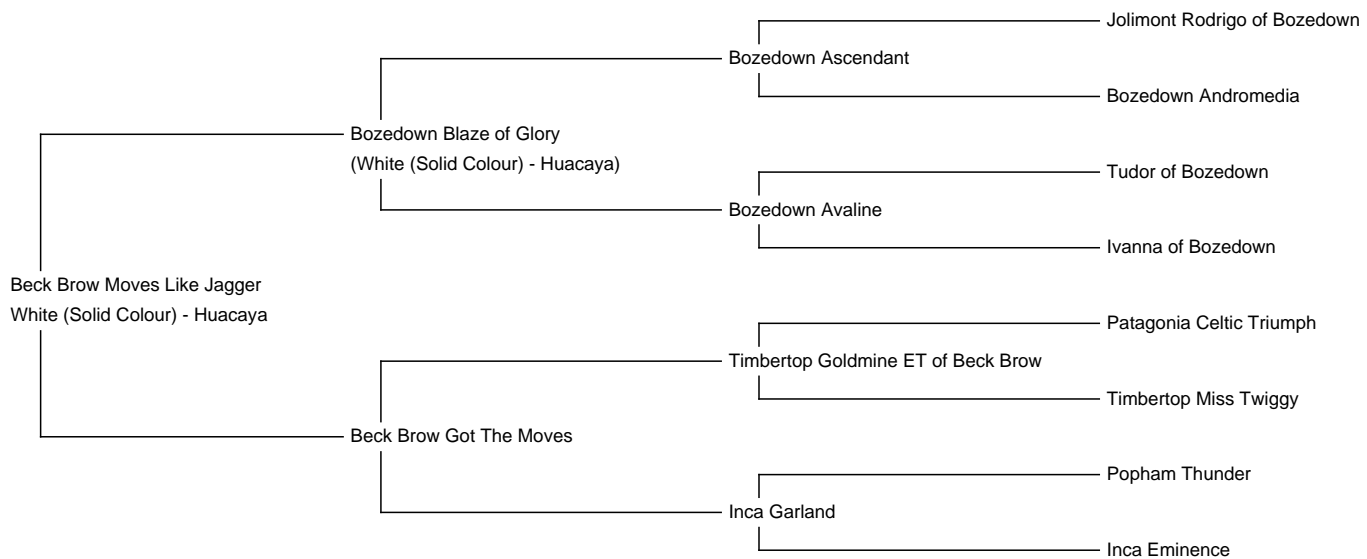 Jolimont Rodrigo of Bozedown
Bozedown Ascendant
Bozedown Andromedia
Bozedown Blaze of Glory
(White (Solid Colour) - Huacaya)
Tudor of Bozedown
Bozedown Avaline
Ivanna of Bozedown
Beck Brow Moves Like Jagger
White (Solid Colour) - Huacaya
Patagonia Celtic Triumph
Timbertop Goldmine ET of Beck Brow
Timbertop Miss Twiggy
Beck Brow Got The Moves
Popham Thunder
Inca Garland
Inca Eminence